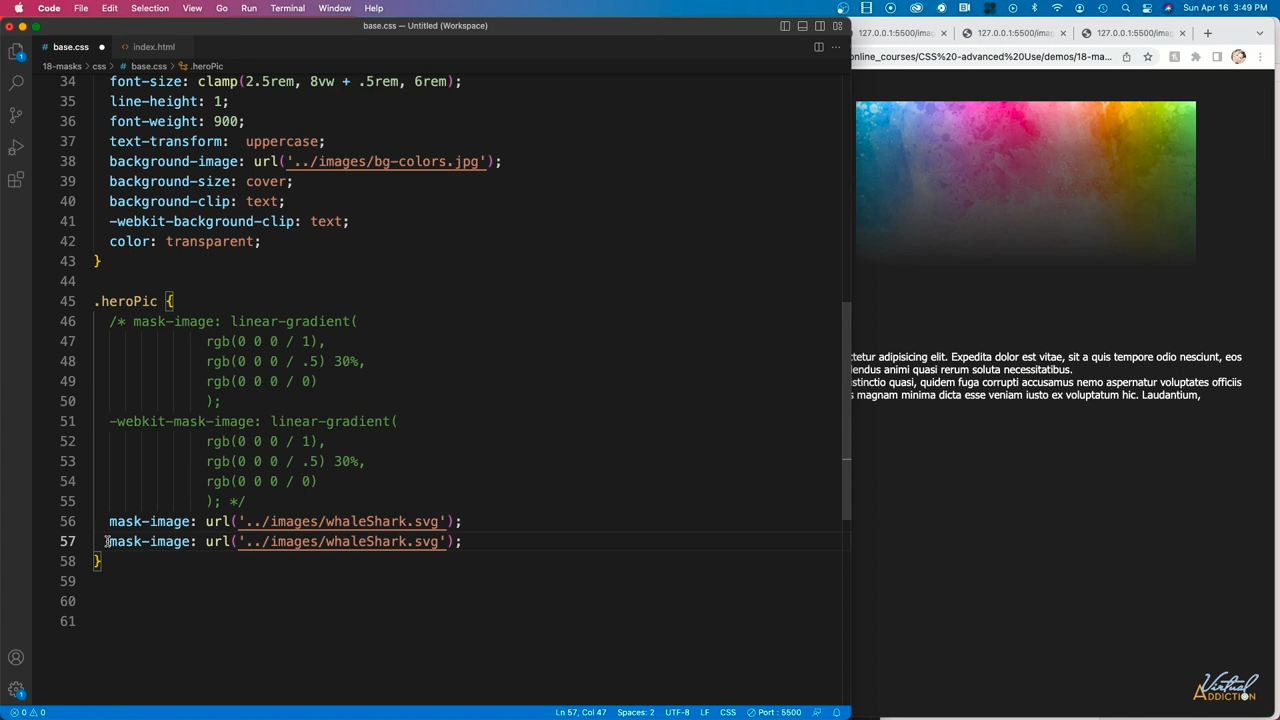 Code File Edit Selection View Go Run Terminal Window Help Sun Apr 16 3:49 PM
base.css — Untitled (Workspace)
base.css index.html
127.0.0.1:5500/imag 127.0.0.1:5500/imag 127.0.0.1:5500/imag
18-masks > css > # base.css > .heroPic
online_courses/CSS%20-advanced%20Use/demos/18-ma...
34 font-size: clamp(2.5rem, 8vw + .5rem, 6rem);
35 line-height: 1;
36 font-weight: 900;
37 text-transform:  uppercase;
38 background-image: url('../images/bg-colors.jpg');
39 background-size: cover;
40 background-clip: text;
41 -webkit-background-clip: text;
42 color: transparent;
43 }
44
45 .heroPic {
46 /* mask-image: linear-gradient(
47 rgb(0 0 0 / 1),
48 rgb(0 0 0 / .5) 30%,
49 rgb(0 0 0 / 0)
50 );
51 -webkit-mask-image: linear-gradient(
52 rgb(0 0 0 / 1),
53 rgb(0 0 0 / .5) 30%,
54 rgb(0 0 0 / 0)
55 ); */
56 mask-image: url('../images/whaleShark.svg');
57 mask-image: url('../images/whaleShark.svg');
58 }
59
60
61
ctetur adipisicing elit. Expedita dolor est vitae, sit a quis tempore odio nesciunt, eos
lendus animi quasi rerum soluta necessitatibus.
istinctio quasi, quidem fuga corrupti accusamus nemo aspernatur voluptates officiis
s magnam minima dicta esse veniam iusto ex voluptatum hic. Laudantium,
Virtual
ADDICTION
0 0 Ln 57, Col 47 Spaces: 2 UTF-8 LF CSS Port : 5500